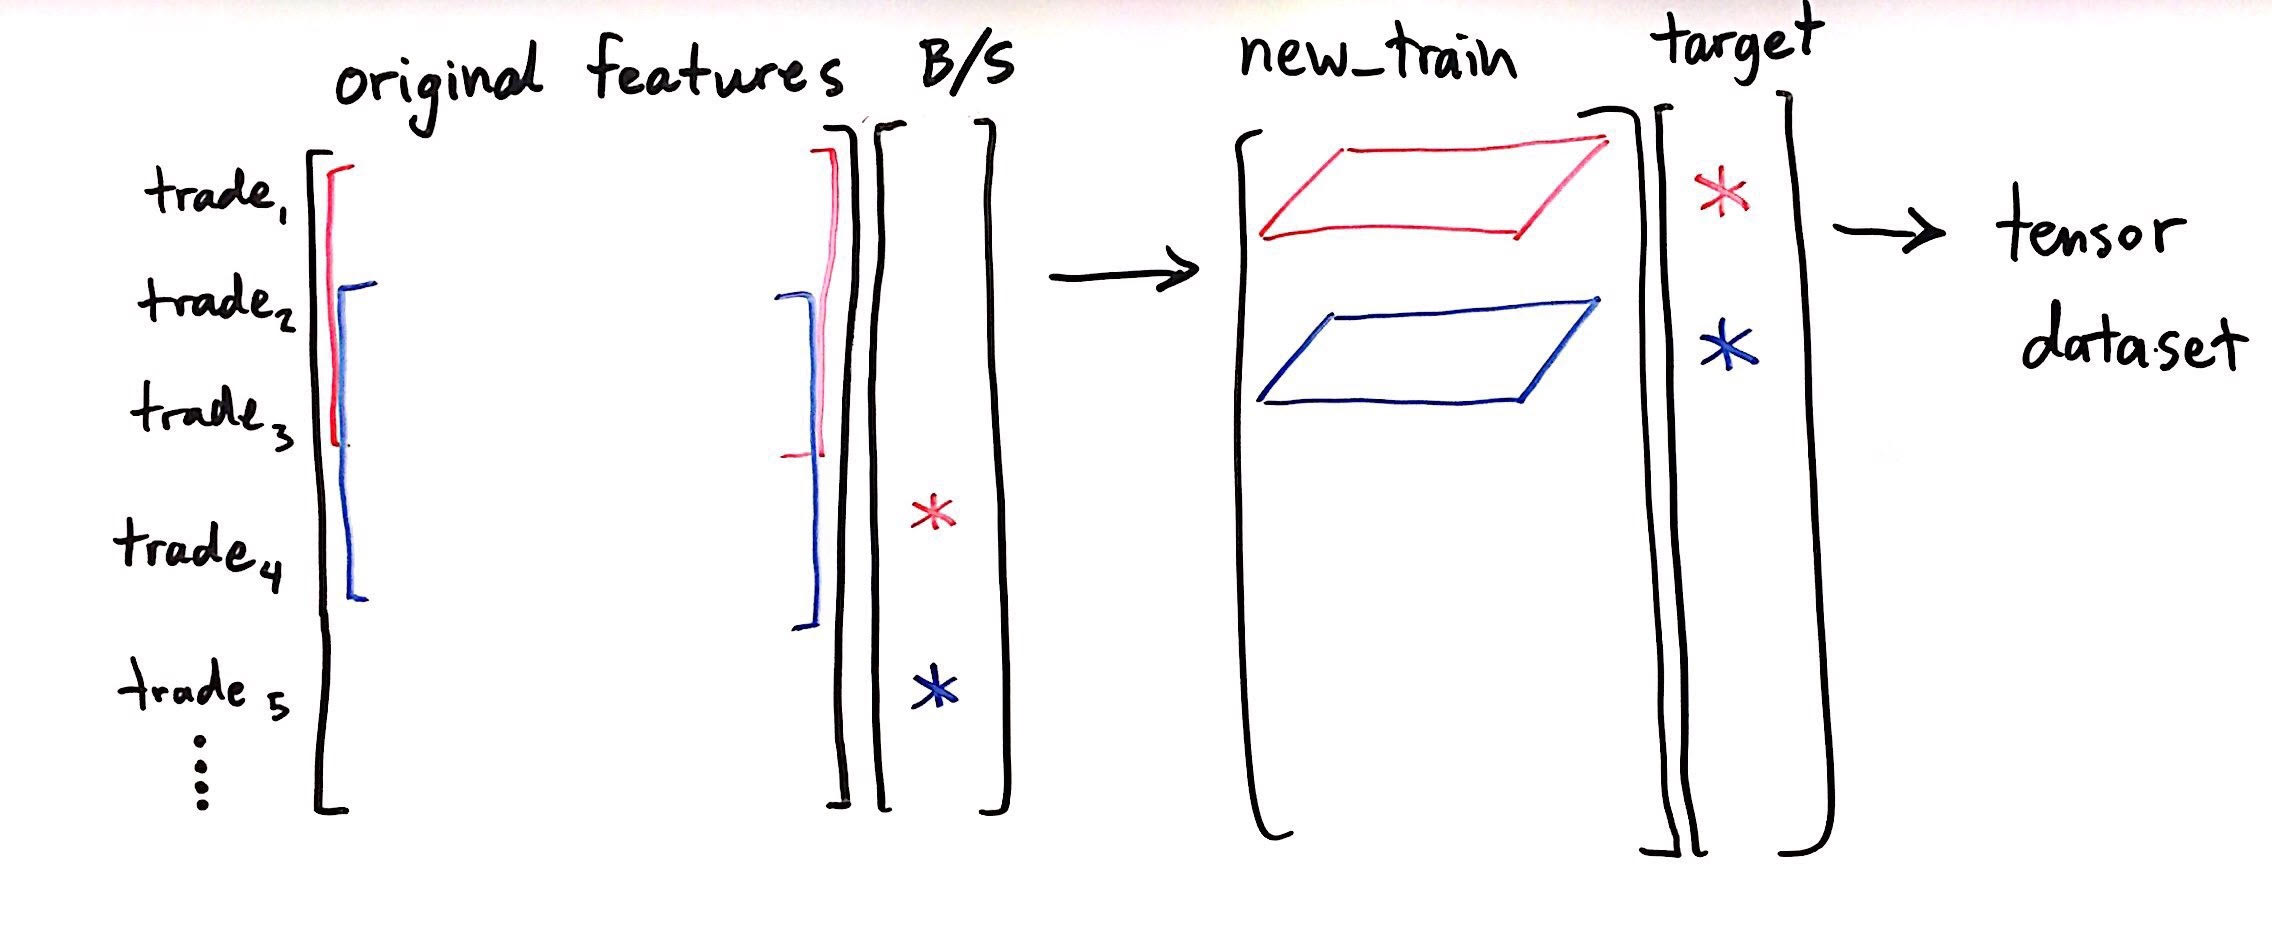 original features B/S new_train target
trade1
trade2
trade3
trade4
trade5
tensor
dataset